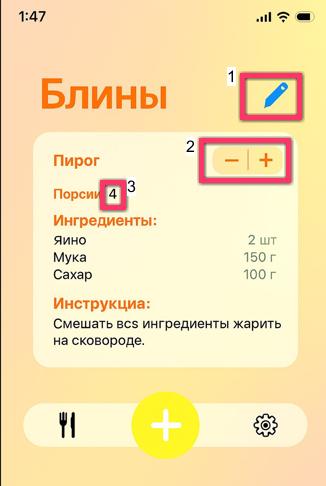 1:47
1
Блины
2
Пирог
− +
3
Порсии 4
Ингредиенты:
Яино 2 шт
Мука 150 г
Сахар 100 г
Инструкциа:
Смешать всs ингредиенты жарить
на сковороде.
+